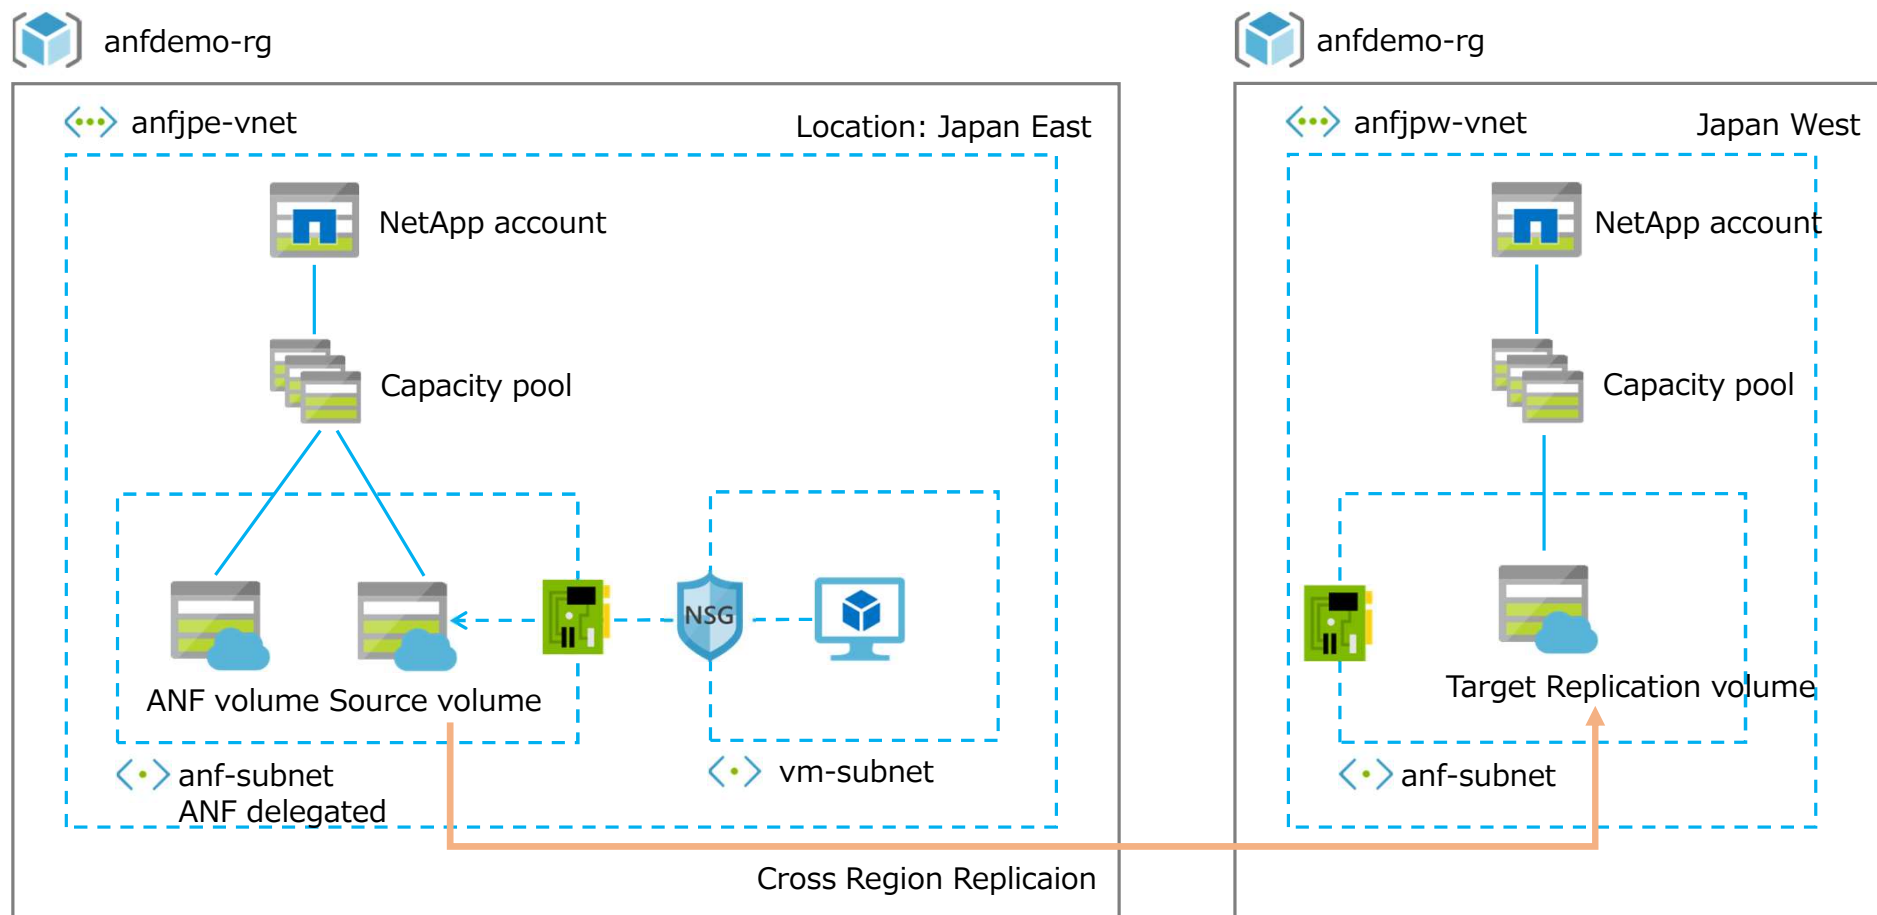 anfdemo-rg
anfjpe-vnet
Location: Japan East
NetApp account
Capacity pool
NSG
ANF volume
Source volume
anf-subnet
ANF delegated
vm-subnet
Cross Region Replicaion
anfdemo-rg
anfjpw-vnet
Japan West
NetApp account
Capacity pool
Target Replication volume
anf-subnet